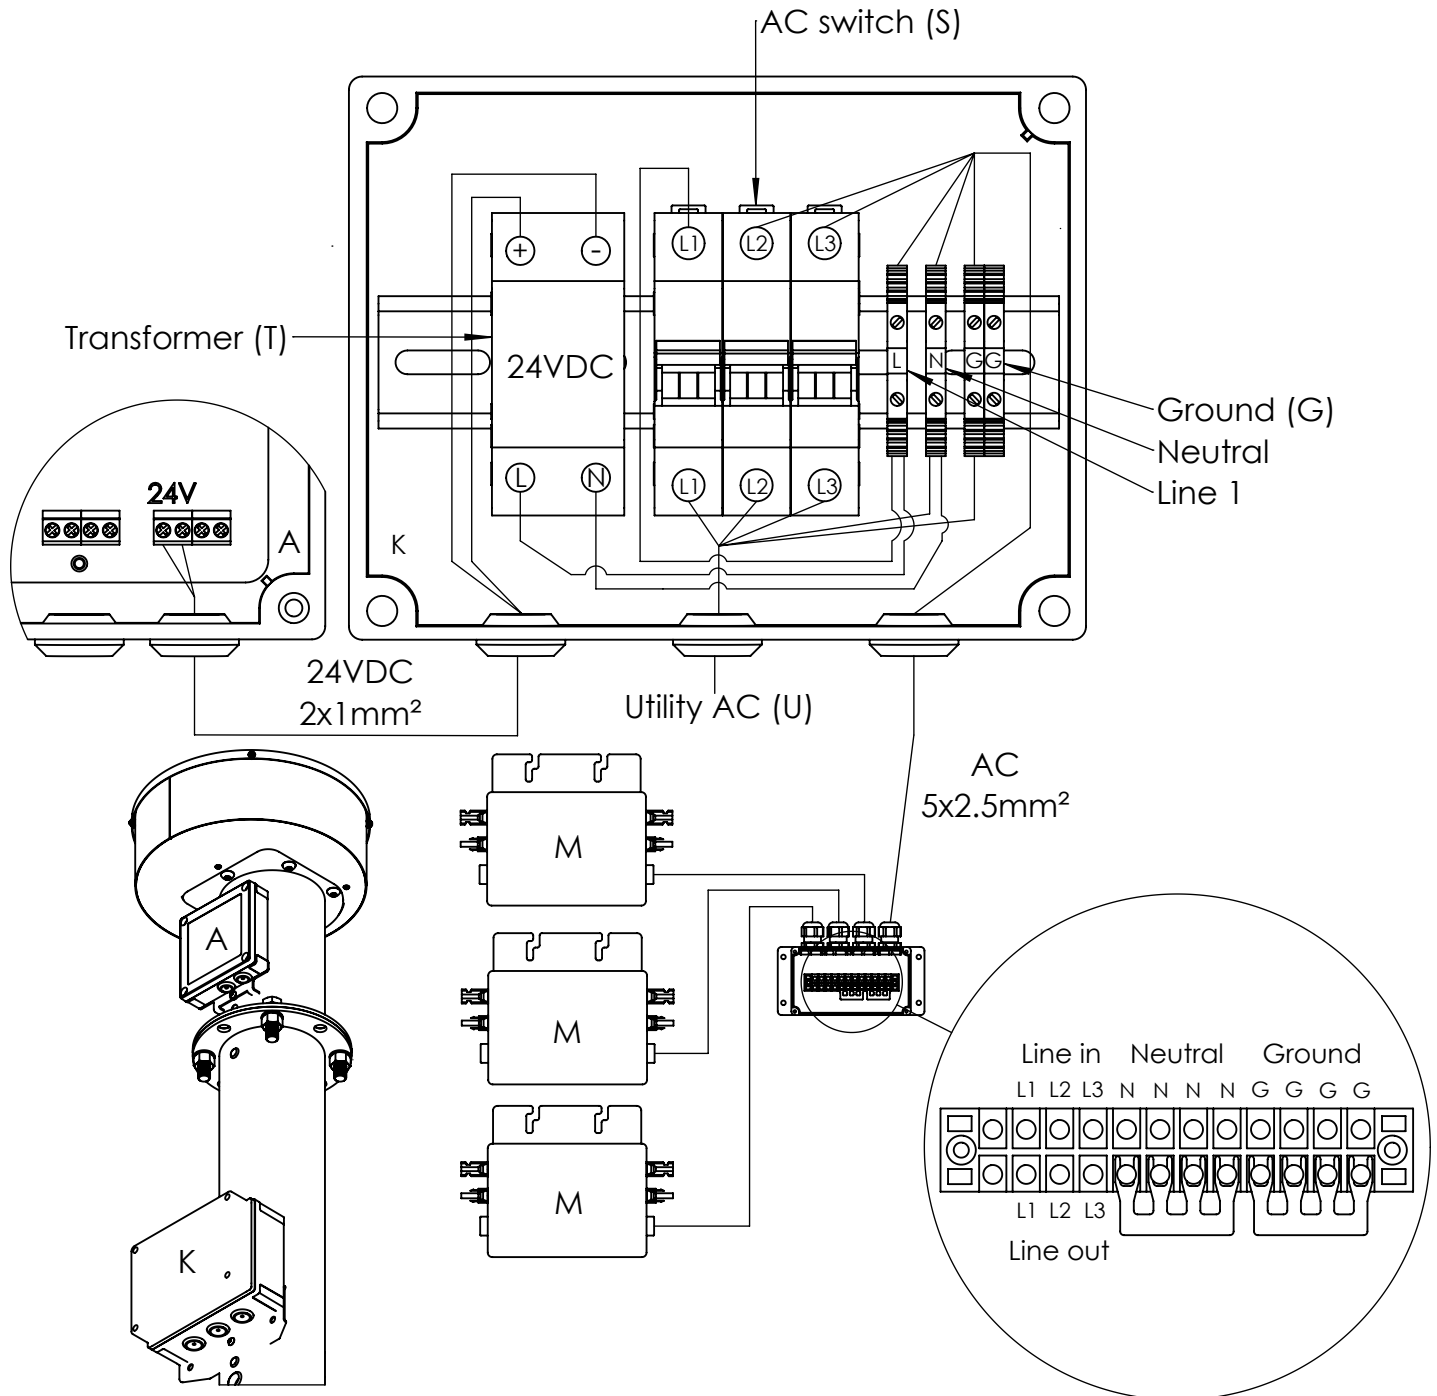 AC switch (S)
L1 L2 L3
+ -
Transformer (T)
24VDC
L N G G
Ground (G)
Neutral
Line 1
24V
L N L1 L2 L3
A
K
24VDC
2x1mm²
Utility AC (U)
AC
5x2.5mm²
M
A
M
Line in Neutral Ground
L1 L2 L3 N N N N G G G G
M
L1 L2 L3
Line out
K